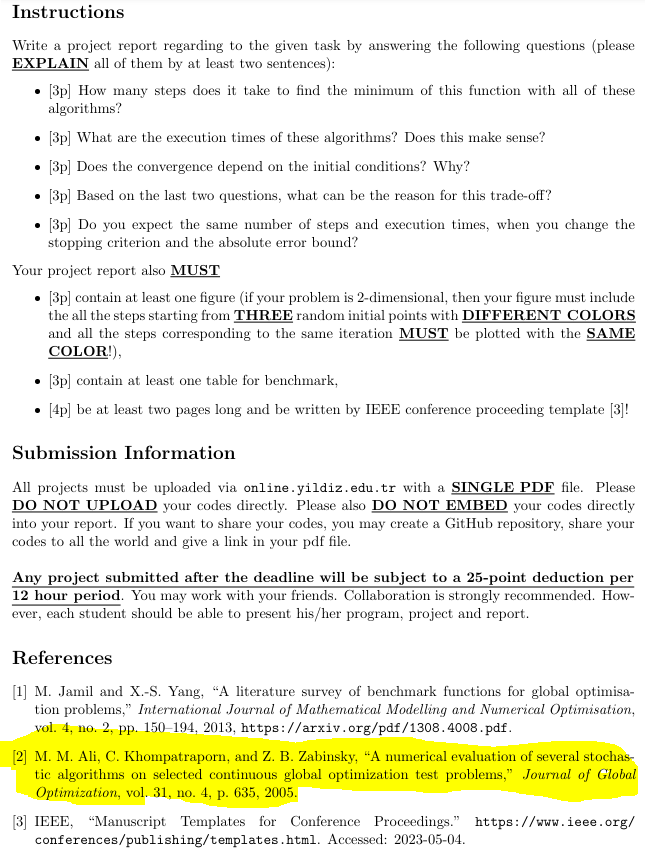 Instructions
Write a project report regarding to the given task by answering the following questions (please
EXPLAIN all of them by at least two sentences):
• [3p] How many steps does it take to find the minimum of this function with all of these
algorithms?
• [3p] What are the execution times of these algorithms? Does this make sense?
• [3p] Does the convergence depend on the initial conditions? Why?
• [3p] Based on the last two questions, what can be the reason for this trade-off?
• [3p] Do you expect the same number of steps and execution times, when you change the
stopping criterion and the absolute error bound?
Your project report also MUST
• [3p] contain at least one figure (if your problem is 2-dimensional, then your figure must include
the all the steps starting from THREE random initial points with DIFFERENT COLORS
and all the steps corresponding to the same iteration MUST be plotted with the SAME
COLOR!),
• [3p] contain at least one table for benchmark,
• [4p] be at least two pages long and be written by IEEE conference proceeding template [3]!
Submission Information
All projects must be uploaded via online.yildiz.edu.tr with a SINGLE PDF file. Please
DO NOT UPLOAD your codes directly. Please also DO NOT EMBED your codes directly
into your report. If you want to share your codes, you may create a GitHub repository, share your
codes to all the world and give a link in your pdf file.
Any project submitted after the deadline will be subject to a 25-point deduction per
12 hour period. You may work with your friends. Collaboration is strongly recommended. How-
ever, each student should be able to present his/her program, project and report.
References
[1] M. Jamil and X.-S. Yang, “A literature survey of benchmark functions for global optimisa-
tion problems,” International Journal of Mathematical Modelling and Numerical Optimisation,
vol. 4, no. 2, pp. 150–194, 2013, https://arxiv.org/pdf/1308.4008.pdf.
[2] M. M. Ali, C. Khompatraporn, and Z. B. Zabinsky, “A numerical evaluation of several stochas-
tic algorithms on selected continuous global optimization test problems,” Journal of Global
Optimization, vol. 31, no. 4, p. 635, 2005.
[3] IEEE, “Manuscript Templates for Conference Proceedings.” https://www.ieee.org/
conferences/publishing/templates.html. Accessed: 2023-05-04.